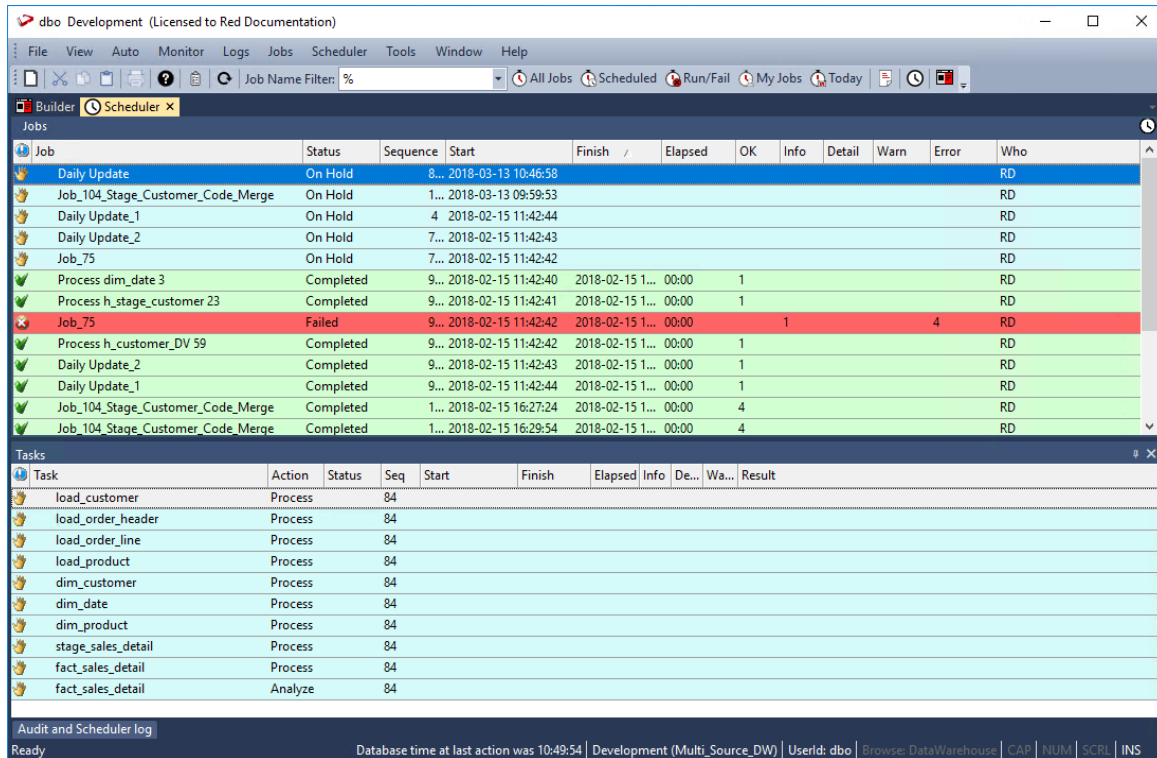 dbo Development (Licensed to Red Documentation)
File View Auto Monitor Logs Jobs Scheduler Tools Window Help
Job Name Filter: % All Jobs Scheduled Run/Fail My Jobs Today
Builder Scheduler
Jobs
Job Status Sequence Start Finish Elapsed OK Info Detail Warn Error Who
Daily Update On Hold 8... 2018-03-13 10:46:58 RD
Job_104_Stage_Customer_Code_Merge On Hold 1... 2018-03-13 09:59:53 RD
Daily Update_1 On Hold 4 2018-02-15 11:42:44 RD
Daily Update_2 On Hold 7... 2018-02-15 11:42:43 RD
Job_75 On Hold 7... 2018-02-15 11:42:42 RD
Process dim_date 3 Completed 9... 2018-02-15 11:42:40 2018-02-15 1... 00:00 1 RD
Process h_stage_customer 23 Completed 9... 2018-02-15 11:42:41 2018-02-15 1... 00:00 1 RD
Job_75 Failed 9... 2018-02-15 11:42:42 2018-02-15 1... 00:00 1 4 RD
Process h_customer_DV 59 Completed 9... 2018-02-15 11:42:42 2018-02-15 1... 00:00 1 RD
Daily Update_2 Completed 9... 2018-02-15 11:42:43 2018-02-15 1... 00:00 1 RD
Daily Update_1 Completed 9... 2018-02-15 11:42:44 2018-02-15 1... 00:00 1 RD
Job_104_Stage_Customer_Code_Merge Completed 1... 2018-02-15 16:27:24 2018-02-15 1... 00:00 4 RD
Job_104_Stage_Customer_Code_Merge Completed 1... 2018-02-15 16:29:54 2018-02-15 1... 00:00 4 RD
Tasks
Task Action Status Seq Start Finish Elapsed Info De... Wa... Result
load_customer Process 84
load_order_header Process 84
load_order_line Process 84
load_product Process 84
dim_customer Process 84
dim_date Process 84
dim_product Process 84
stage_sales_detail Process 84
fact_sales_detail Process 84
fact_sales_detail Analyze 84
Audit and Scheduler log
Ready Database time at last action was 10:49:54 Development (Multi_Source_DW) UserId: dbo Browse: DataWarehouse CAP NUM SCRL INS